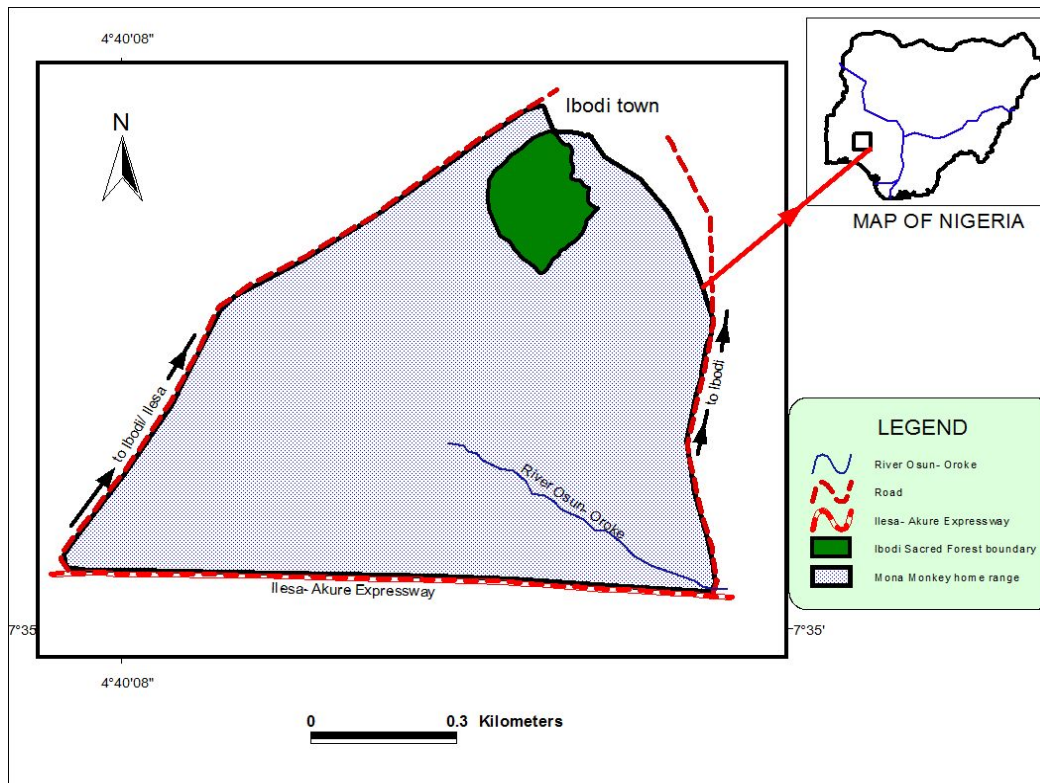 4°40'08"
N
Ibodi town
MAP OF NIGERIA
to Ibodi/ Ilesa
to Ibodi
River Osun- Oroke
Ilesa- Akure Expressway
7°35
7°35'
4°40'08"
0 0.3 Kilometers
LEGEND
River Osun- Oroke
Road
Ilesa- Akure Expressway
Ibodi Sacred Forest boundary
Mona Monkey home range